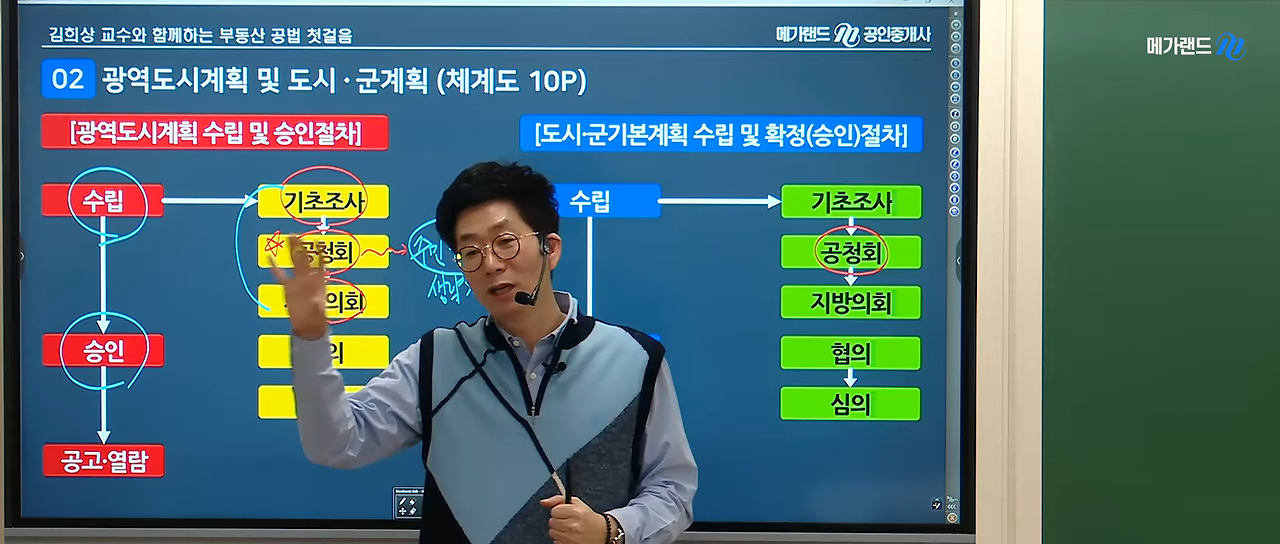 김희상 교수와 함께하는 부동산 공법 첫걸음
메가랜드 공인중개사
메가랜드
02 광역도시계획 및 도시·군계획 (체계도 10P)
[광역도시계획 수립 및 승인절차]
[도시·군기본계획 수립 및 확정(승인)절차]
수립
기초조사
수립
기초조사
공청회
주민
공청회
생략
의회
지방의회
승인
의
협의
심의
공고·열람